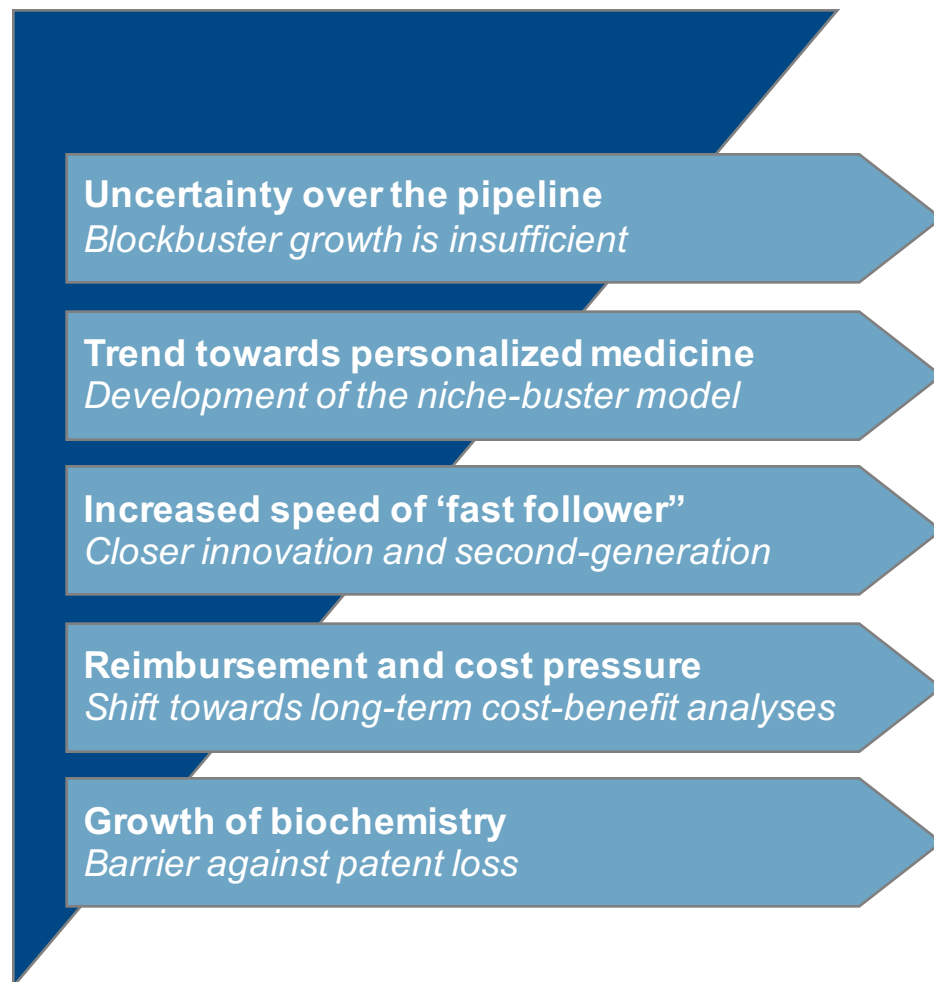 Uncertainty over the pipeline
Blockbuster growth is insufficient
Trend towards personalized medicine
Development of the niche-buster model
Increased speed of ‘fast follower”
Closer innovation and second-generation
Reimbursement and cost pressure
Shift towards long-term cost-benefit analyses
Growth of biochemistry
Barrier against patent loss